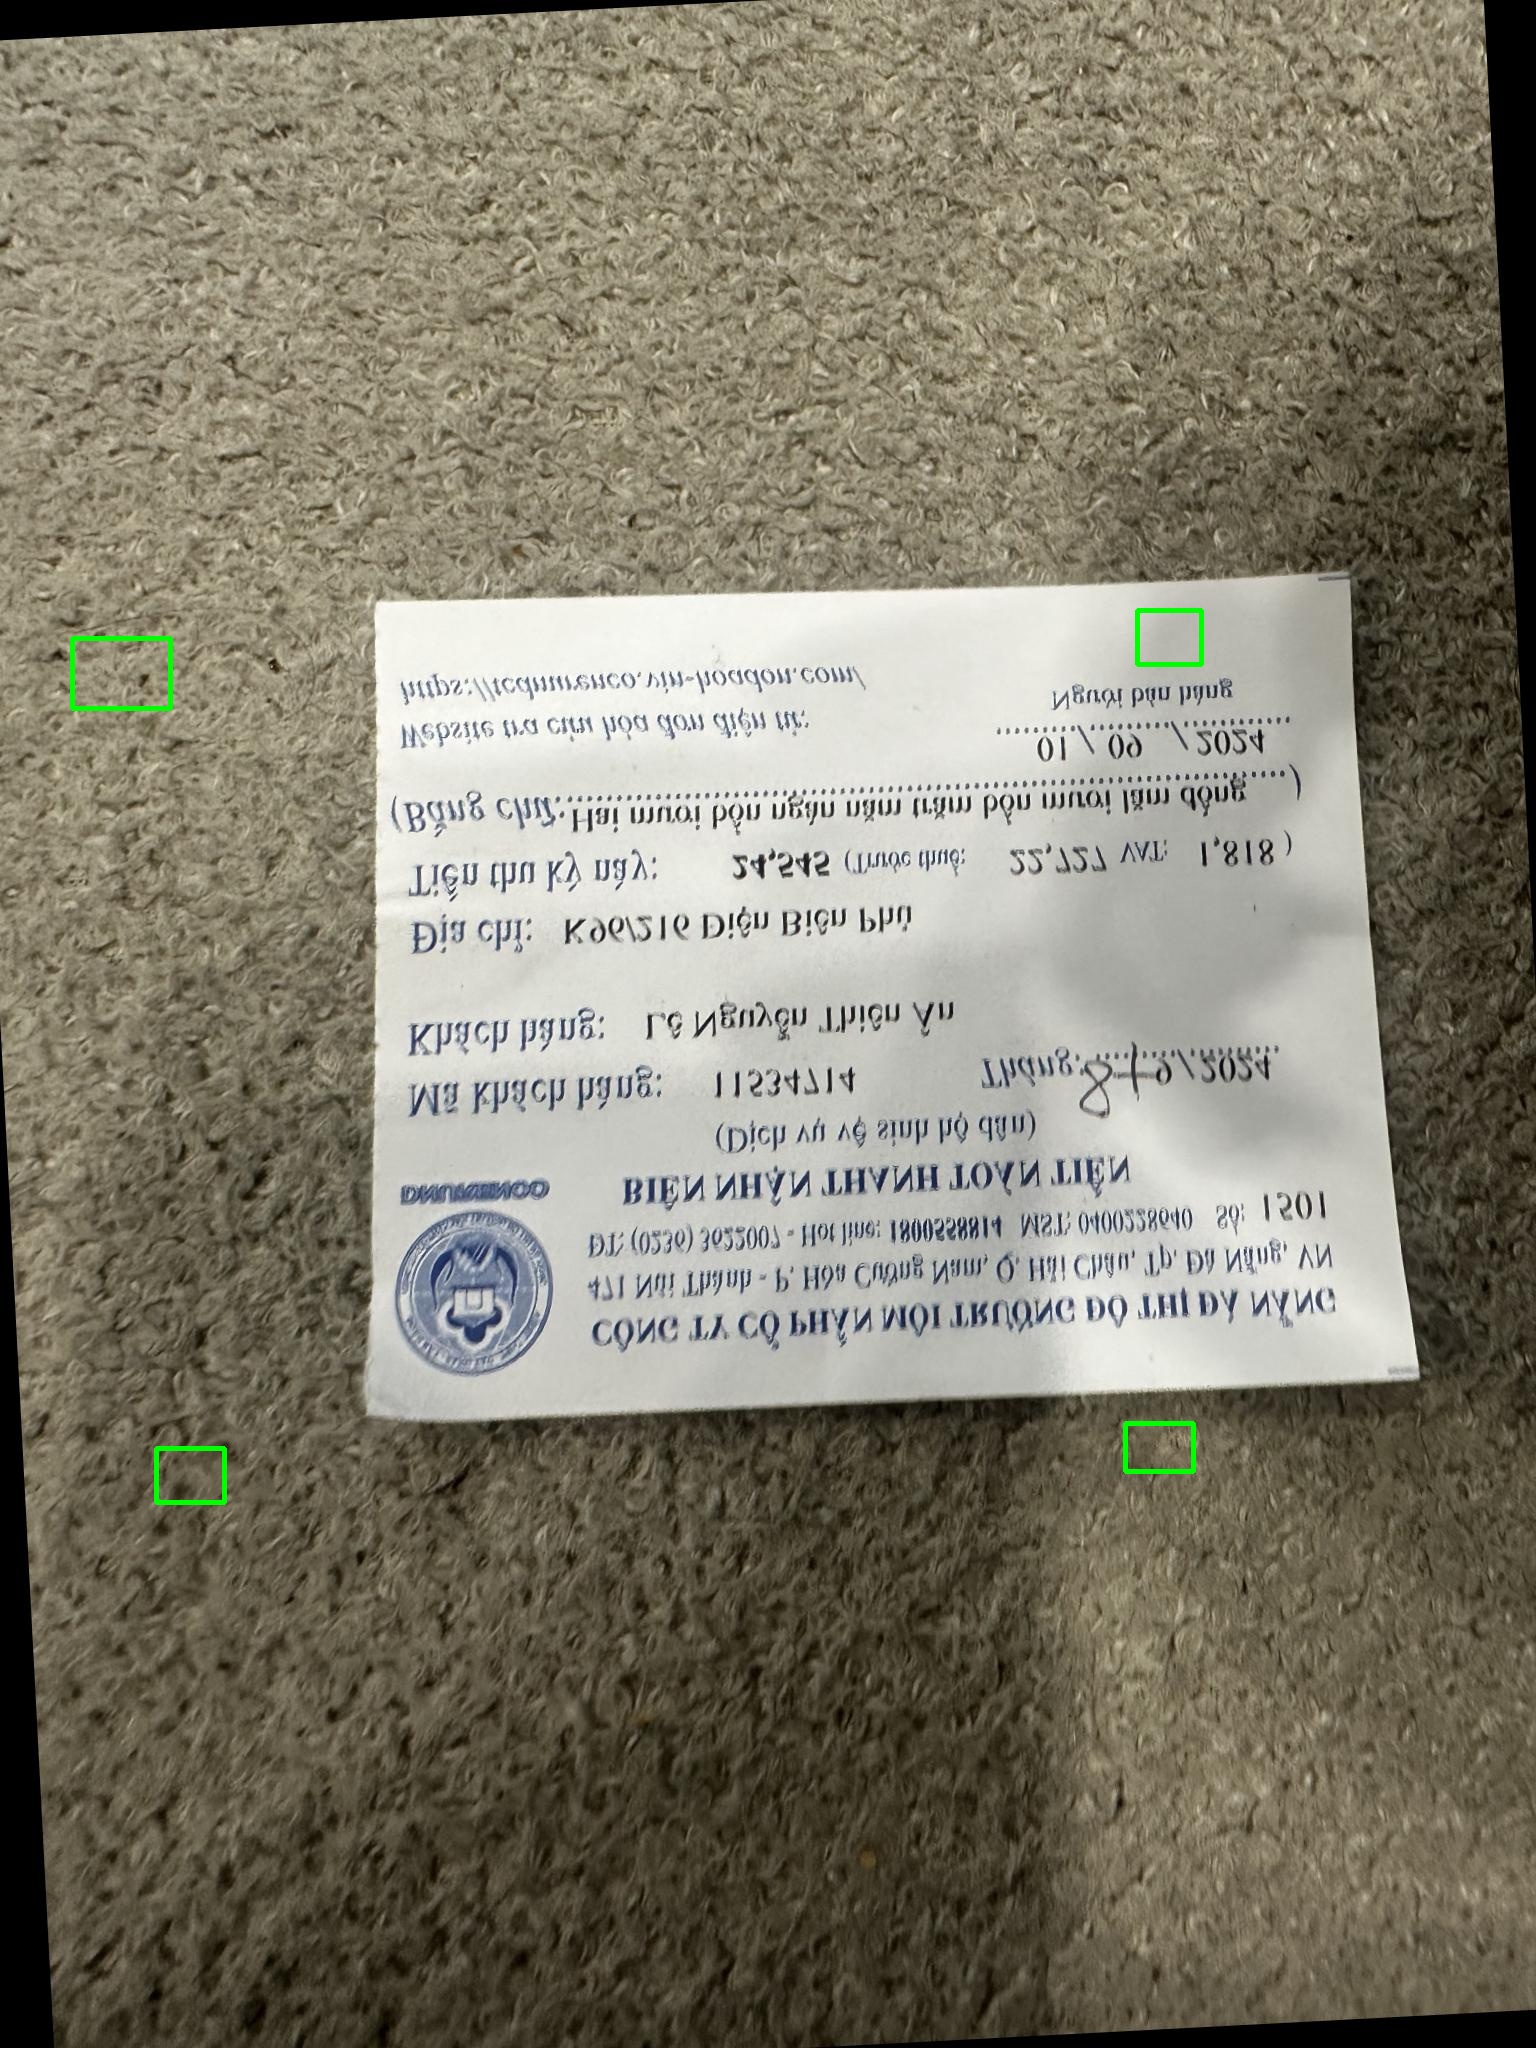 CÔNG TY CỔ PHẦN MÔI TRƯỜNG ĐÔ THỊ ĐÀ NẴNG
471 Núi Thành - P. Hòa Cường Nam, Q. Hải Châu, Tp. Đà Nẵng, VN
ĐT: (0236) 3622007 - Hot line: 1800558814 MST: 0400228640 Số: 1501
DNURENCO
BIÊN NHẬN THANH TOÁN TIỀN
(Dịch vụ vệ sinh hộ dân)
Mã khách hàng: 11534714 Tháng: 8+9/2024
Khách hàng: Lê Nguyễn Thiên Ân
Địa chỉ: K96/216 Điện Biên Phủ
Tiền thu kỳ này: 24,545 (Trước thuế: 22,727 VAT: 1,818 )
(Bằng chữ: Hai mươi bốn ngàn năm trăm bốn mươi lăm đồng )
01 / 09 / 2024
Website tra cứu hóa đơn điện tử:
Người bán hàng
https://tcdnurenco.vin-hoadon.com/